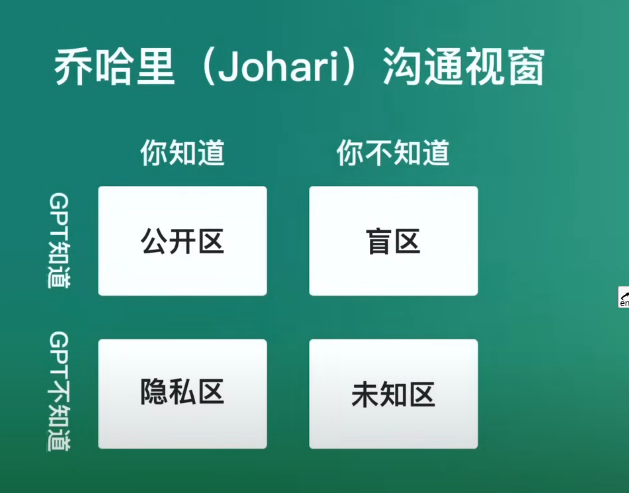 乔哈里（Johari）沟通视窗
你知道
你不知道
GPT知道
公开区
盲区
GPT不知道
隐私区
未知区
en